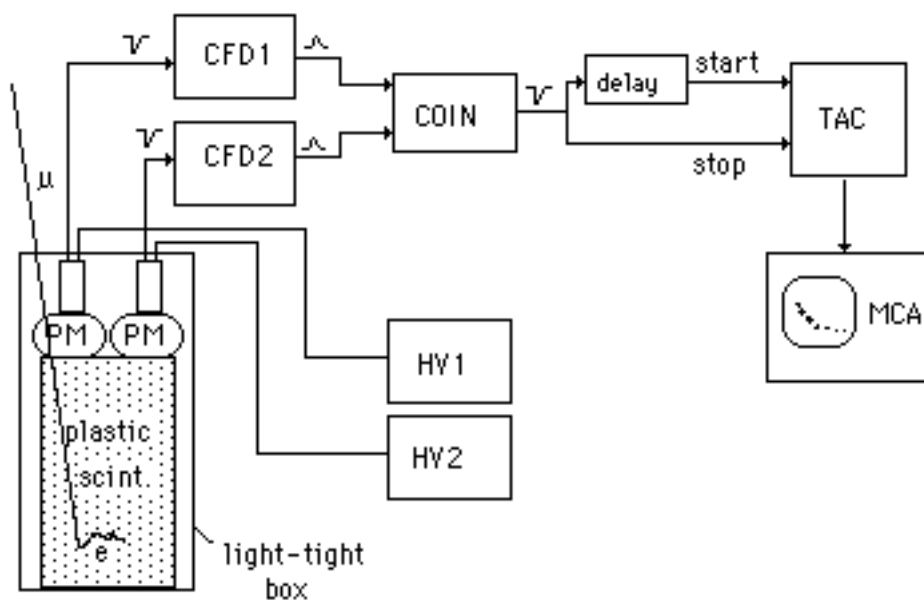 CFD1
CFD2
COIN
delay
start
stop
TAC
MCA
μ
PM
PM
HV1
HV2
plastic
scint.
e
light-tight
box